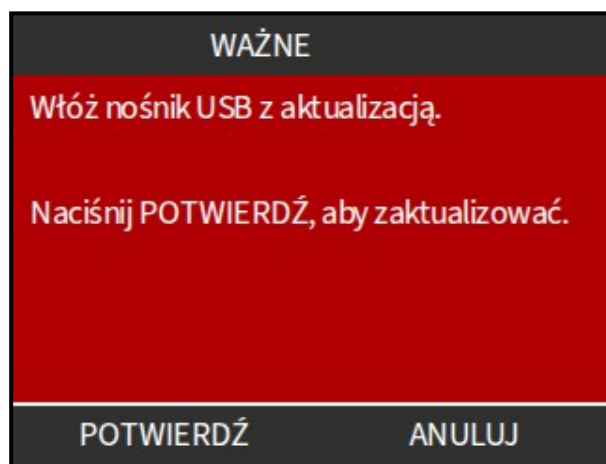 WAŻNE
Włóż nośnik USB z aktualizacją.
Naciśnij POTWIERDŹ, aby zaktualizować.
POTWIERDŹ ANULUJ